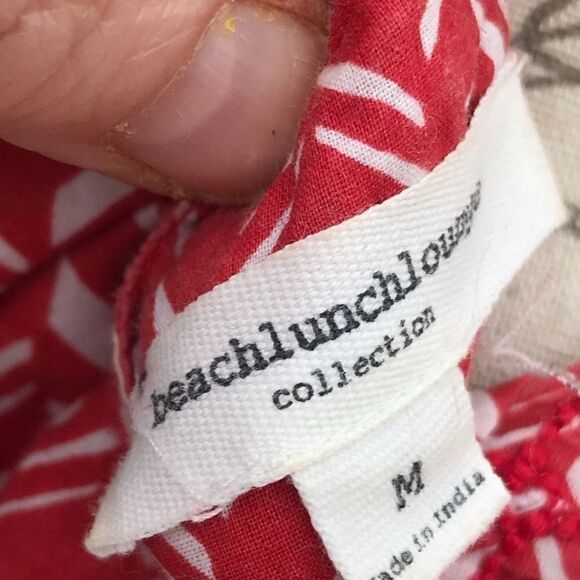 beachlunchlounge
collection
M
made in India